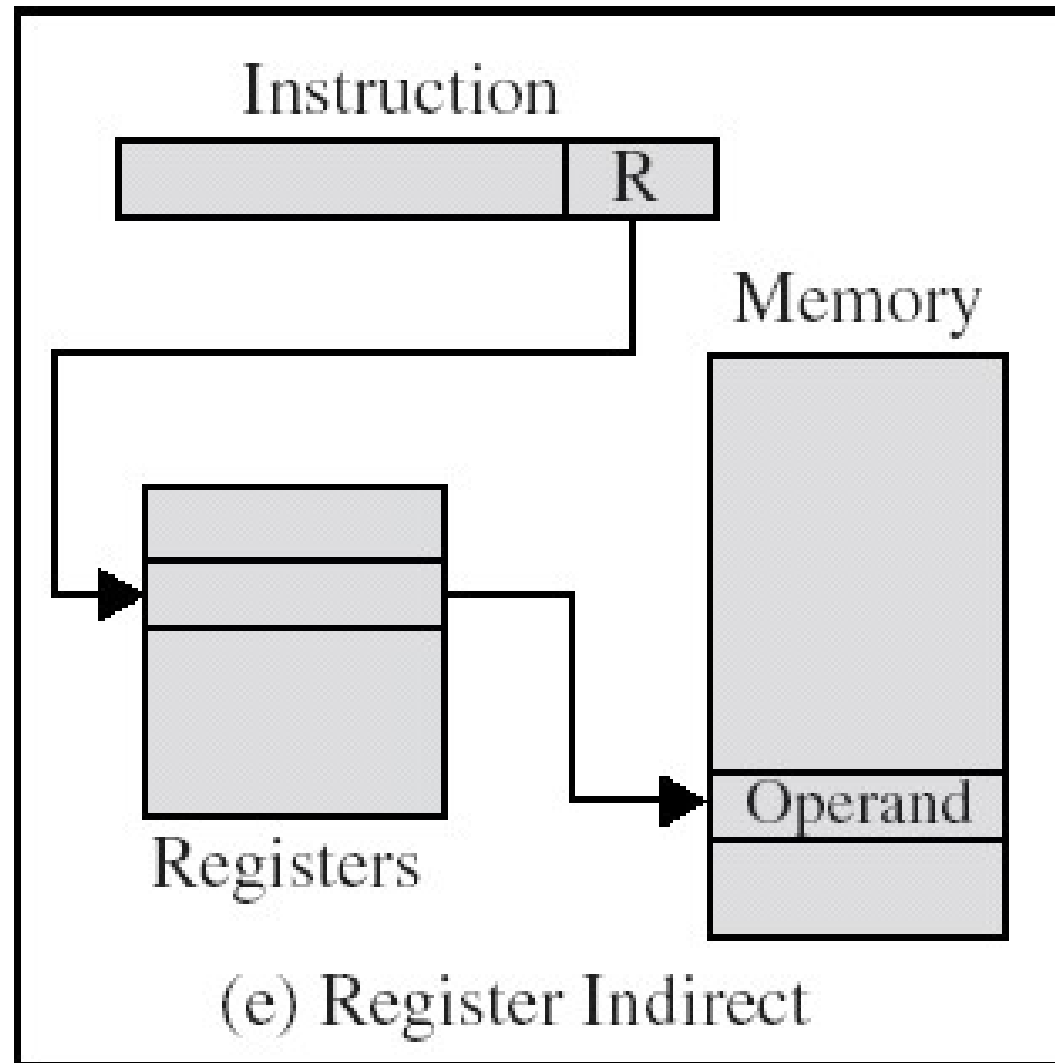 Instruction
R
Memory
Operand
Registers
(e) Register Indirect